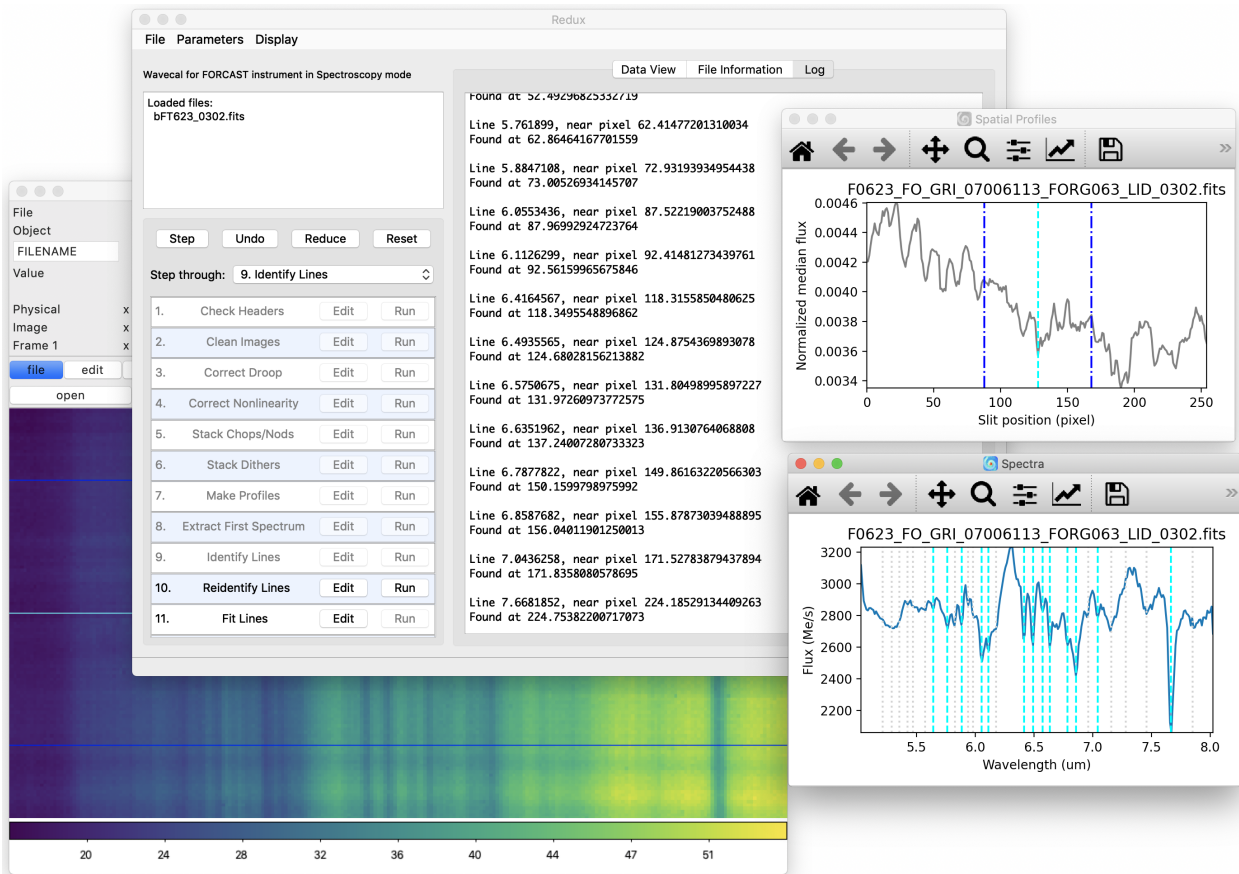 Redux
File Parameters Display
Wavecal for FORCAST instrument in Spectroscopy mode
Loaded files:
bFT623_0302.fits
Step Undo Reduce Reset
Step through: 9. Identify Lines
1. Check Headers Edit Run
2. Clean Images Edit Run
3. Correct Droop Edit Run
4. Correct Nonlinearity Edit Run
5. Stack Chops/Nods Edit Run
6. Stack Dithers Edit Run
7. Make Profiles Edit Run
8. Extract First Spectrum Edit Run
9. Identify Lines Edit Run
10. Reidentify Lines Edit Run
11. Fit Lines Edit Run
Data View File Information Log
Found at 52.49296825332719
Line 5.761899, near pixel 62.41477201310034
Found at 62.86464167701559
Line 5.8847108, near pixel 72.93193934954438
Found at 73.00526934145707
Line 6.0553436, near pixel 87.52219003752488
Found at 87.96992924723764
Line 6.1126299, near pixel 92.41481273439761
Found at 92.56159965675846
Line 6.4164567, near pixel 118.3155850480625
Found at 118.3495548896862
Line 6.4935565, near pixel 124.8754369893078
Found at 124.68028156213882
Line 6.5750675, near pixel 131.80498995897227
Found at 131.97260973772575
Line 6.6351962, near pixel 136.9130764068808
Found at 137.24007280733323
Line 6.7877822, near pixel 149.86163220566303
Found at 150.1599798975992
Line 6.8587682, near pixel 155.87873039488895
Found at 156.04011901250013
Line 7.0436258, near pixel 171.52783879437894
Found at 171.8358080578695
Line 7.6681852, near pixel 224.18529134409263
Found at 224.75382200717073
File
Object
FILENAME
Value
Physical x
Image x
Frame 1 x
file edit
open
20 24 28 32 36 40 44 47 51
Spatial Profiles
F0623_FO_GRI_07006113_FORG063_LID_0302.fits
Normalized median flux
0.0046
0.0044
0.0042
0.0040
0.0038
0.0036
0.0034
0 50 100 150 200 250
Slit position (pixel)
Spectra
F0623_FO_GRI_07006113_FORG063_LID_0302.fits
Flux (Me/s)
3200
3000
2800
2600
2400
2200
5.5 6.0 6.5 7.0 7.5 8.0
Wavelength (um)